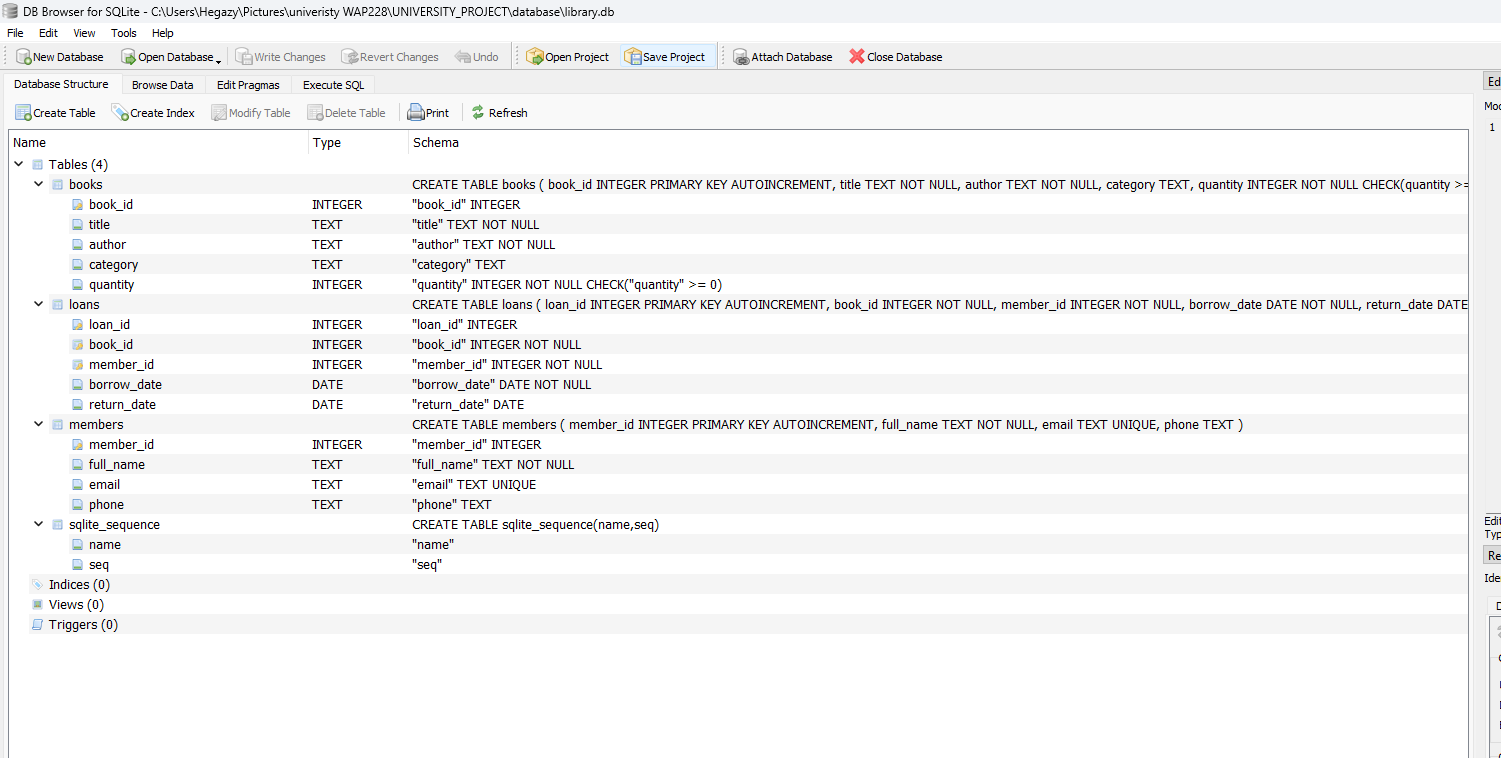 DB Browser for SQLite - C:\Users\Hegazy\Pictures\univeristy WAP228\UNIVERSITY_PROJECT\database\library.db
File Edit View Tools Help
New Database Open Database Write Changes Revert Changes Undo Open Project Save Project Attach Database Close Database
Database Structure Browse Data Edit Pragmas Execute SQL
Create Table Create Index Modify Table Delete Table Print Refresh
Name Type Schema
Tables (4)
books CREATE TABLE books ( book_id INTEGER PRIMARY KEY AUTOINCREMENT, title TEXT NOT NULL, author TEXT NOT NULL, category TEXT, quantity INTEGER NOT NULL CHECK(quantity >=
book_id INTEGER "book_id" INTEGER
title TEXT "title" TEXT NOT NULL
author TEXT "author" TEXT NOT NULL
category TEXT "category" TEXT
quantity INTEGER "quantity" INTEGER NOT NULL CHECK("quantity" >= 0)
loans CREATE TABLE loans ( loan_id INTEGER PRIMARY KEY AUTOINCREMENT, book_id INTEGER NOT NULL, member_id INTEGER NOT NULL, borrow_date DATE NOT NULL, return_date DATE
loan_id INTEGER "loan_id" INTEGER
book_id INTEGER "book_id" INTEGER NOT NULL
member_id INTEGER "member_id" INTEGER NOT NULL
borrow_date DATE "borrow_date" DATE NOT NULL
return_date DATE "return_date" DATE
members CREATE TABLE members ( member_id INTEGER PRIMARY KEY AUTOINCREMENT, full_name TEXT NOT NULL, email TEXT UNIQUE, phone TEXT )
member_id INTEGER "member_id" INTEGER
full_name TEXT "full_name" TEXT NOT NULL
email TEXT "email" TEXT UNIQUE
phone TEXT "phone" TEXT
sqlite_sequence CREATE TABLE sqlite_sequence(name,seq)
name "name"
seq "seq"
Indices (0)
Views (0)
Triggers (0)
1